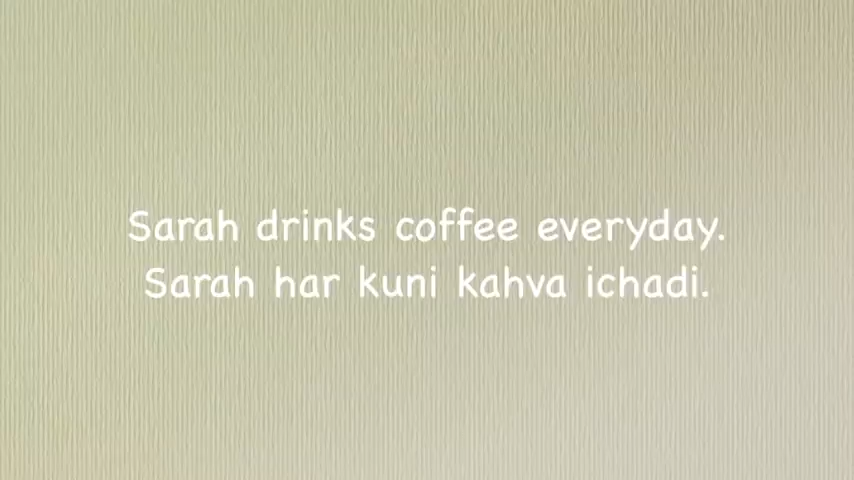 Sarah drinks coffee everyday.
Sarah har kuni kahva ichadi.